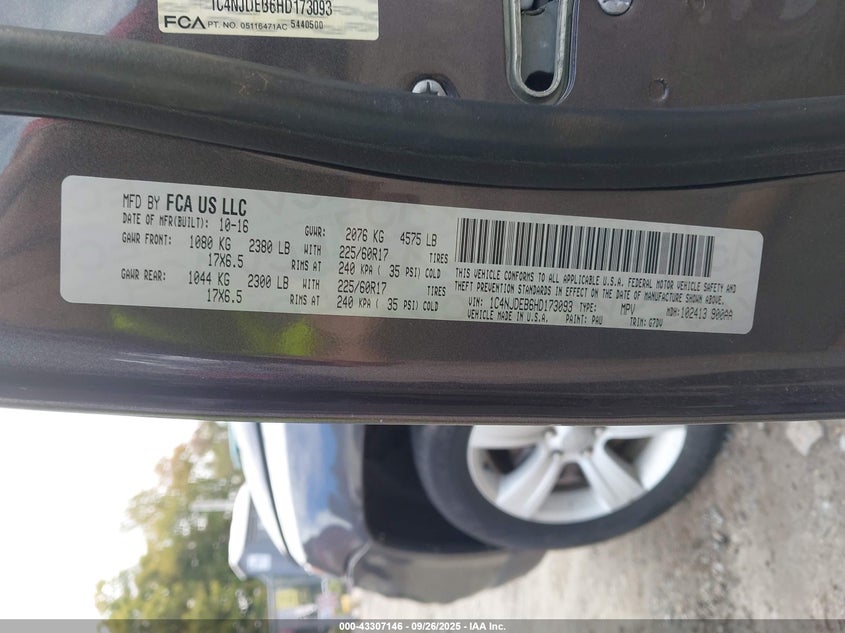 1C4NJDEB6HD173093
FCA PT. NO. 05116471AC 5440500
MFD BY FCA US LLC
DATE OF MFR(BUILT): 10-16 GVWR: 2076 KG 4575 LB
GAWR FRONT: 1080 KG 2380 LB WITH 225/60R17 TIRES
17X6.5 RIMS AT 240 KPA ( 35 PSI) COLD
GAWR REAR: 1044 KG 2300 LB WITH 225/60R17 TIRES
17X6.5 RIMS AT 240 KPA ( 35 PSI) COLD
THIS VEHICLE CONFORMS TO ALL APPLICABLE U.S.A. FEDERAL MOTOR VEHICLE SAFETY AND
THEFT PREVENTION STANDARDS IN EFFECT ON THE DATE OF MANUFACTURE SHOWN ABOVE.
VIN: 1C4NJDEB6HD173093 TYPE: MPV MDH: 102413 900AA
VEHICLE MADE IN U.S.A. PAINT: PAU TRIM: G7DV
000-43307146 - 09/26/2025 - IAA Inc.